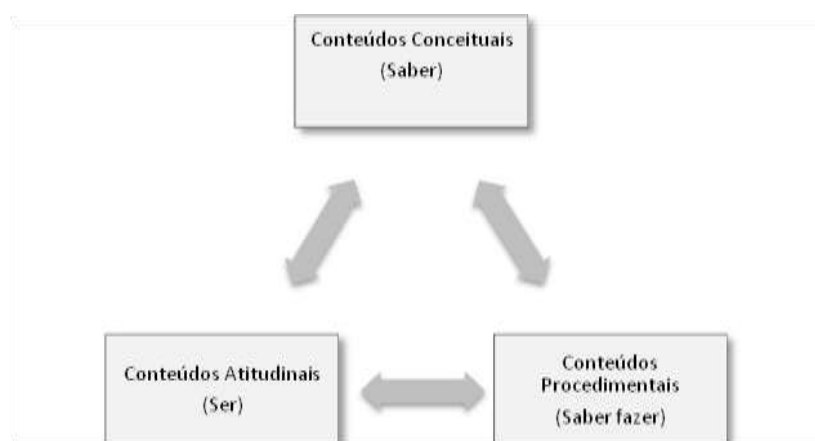 Conteúdos Conceituais
(Saber)
Conteúdos Atitudinais
(Ser)
Conteúdos
Procedimentais
(Saber fazer)